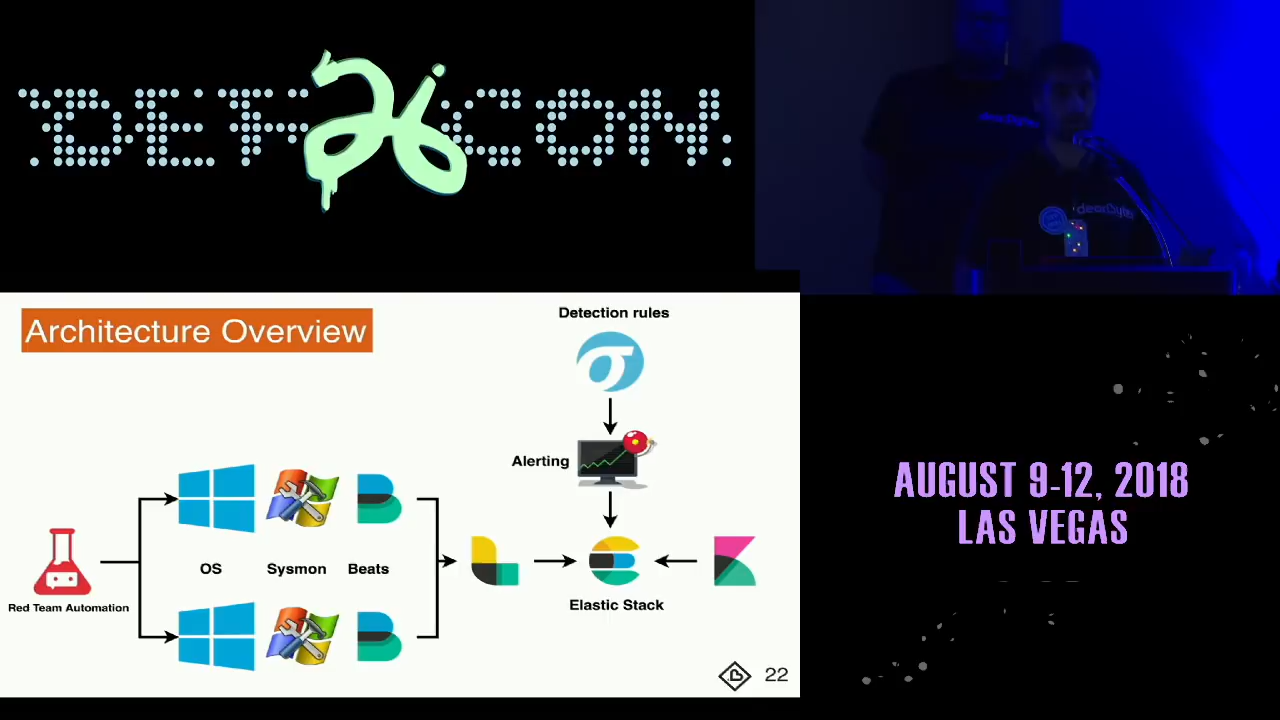 DEF 26 CON
Architecture Overview
Detection rules
Alerting
OS
Sysmon
Beats
Red Team Automation
Elastic Stack
22
AUGUST 9-12, 2018
LAS VEGAS